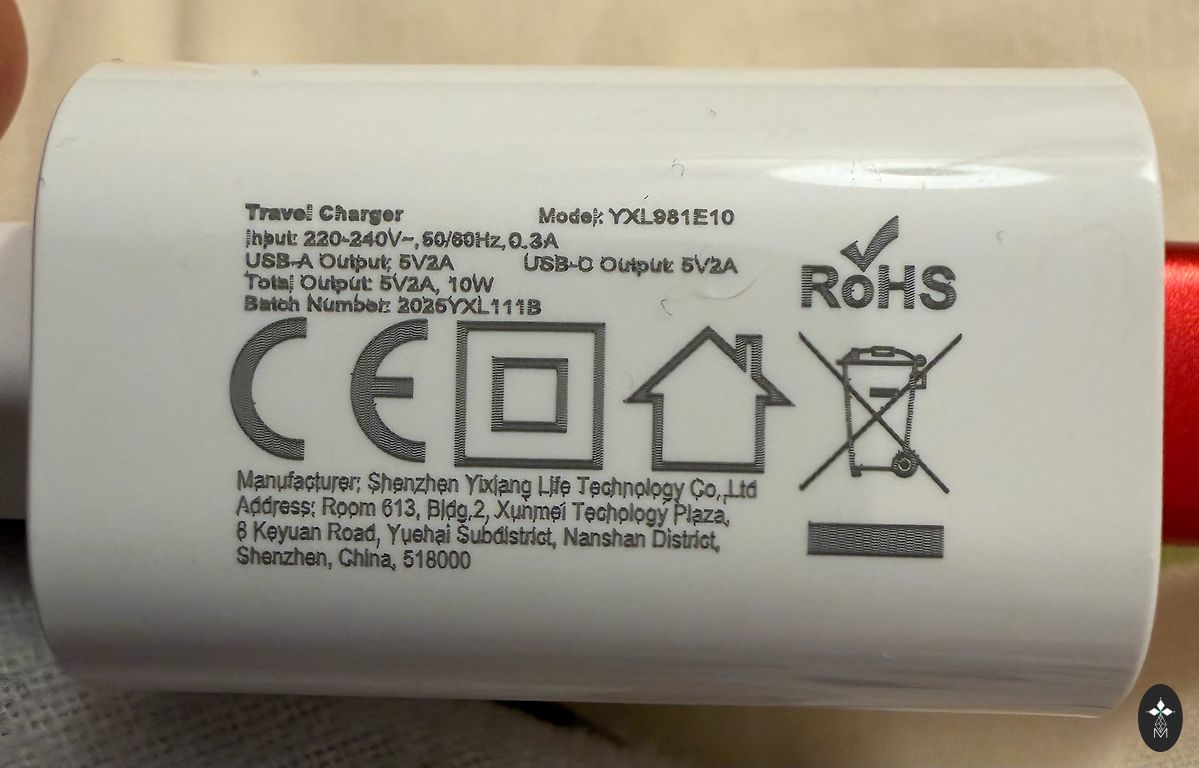 Travel Charger Model: YXL981E10
Input: 220-240V~, 50/60Hz, 0.3A
USB-A Output: 5V2A USB-C Output: 5V2A
Total Output: 5V2A, 10W
Batch Number: 2025YXL111B
RoHS
CE
Manufacturer: Shenzhen Yixiang Life Technology Co.,Ltd
Address: Room 613, Bldg.2, Xunmei Techology Plaza,
8 Keyuan Road, Yuehai Subdistrict, Nanshan District,
Shenzhen, China, 518000
M